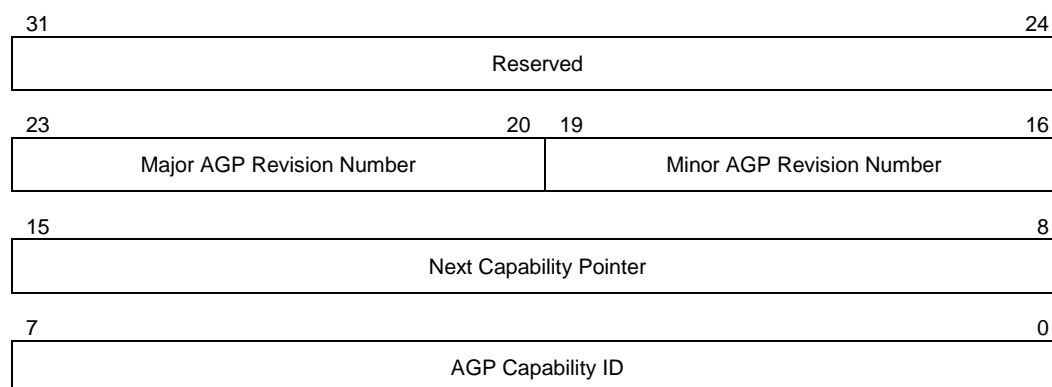 31 24
Reserved
23 20 19 16
Major AGP Revision Number Minor AGP Revision Number
15 8
Next Capability Pointer
7 0
AGP Capability ID